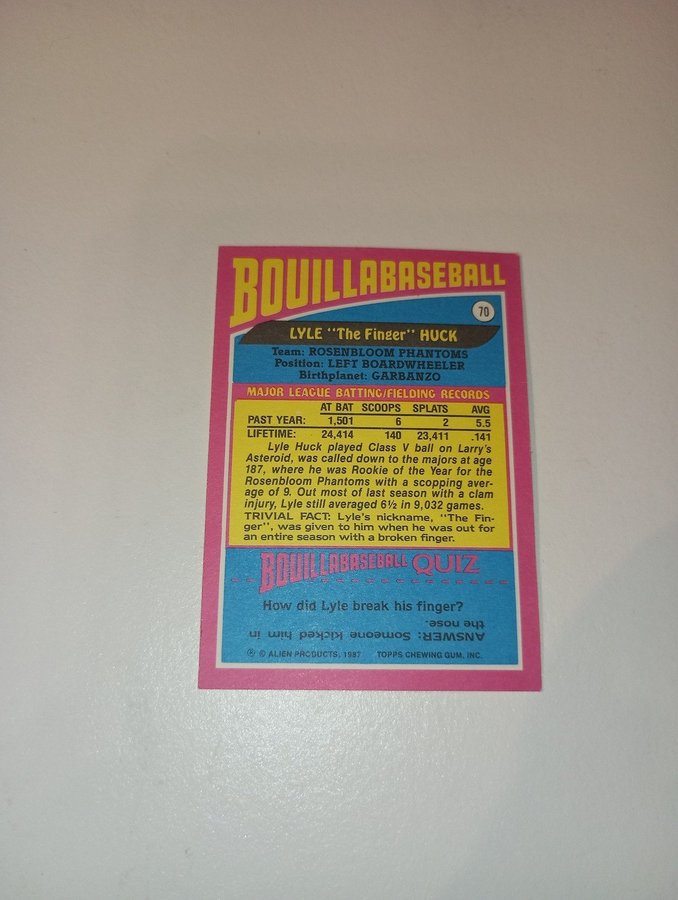 BOUILLABASEBALL
70
LYLE "The Finger" HUCK
Team: ROSENBLOOM PHANTOMS
Position: LEFT BOARDWHEELER
Birthplanet: GARBANZO
MAJOR LEAGUE BATTING/FIELDING RECORDS
AT BAT SCOOPS SPLATS AVG
PAST YEAR: 1,501 6 2 5.5
LIFETIME: 24,414 140 23,411 .141
Lyle Huck played Class V ball on Larry's
Asteroid, was called down to the majors at age
187, where he was Rookie of the Year for the
Rosenbloom Phantoms with a scopping aver-
age of 9. Out most of last season with a clam
injury, Lyle still averaged 6½ in 9,032 games.
TRIVIAL FACT: Lyle's nickname, "The Fin-
ger", was given to him when he was out for
an entire season with a broken finger.
BOUILLABASEBALL QUIZ
How did Lyle break his finger?
ANSWER: Someone kicked him in
the nose.
℗ © ALIEN PRODUCTS, 1987 TOPPS CHEWING GUM, INC.